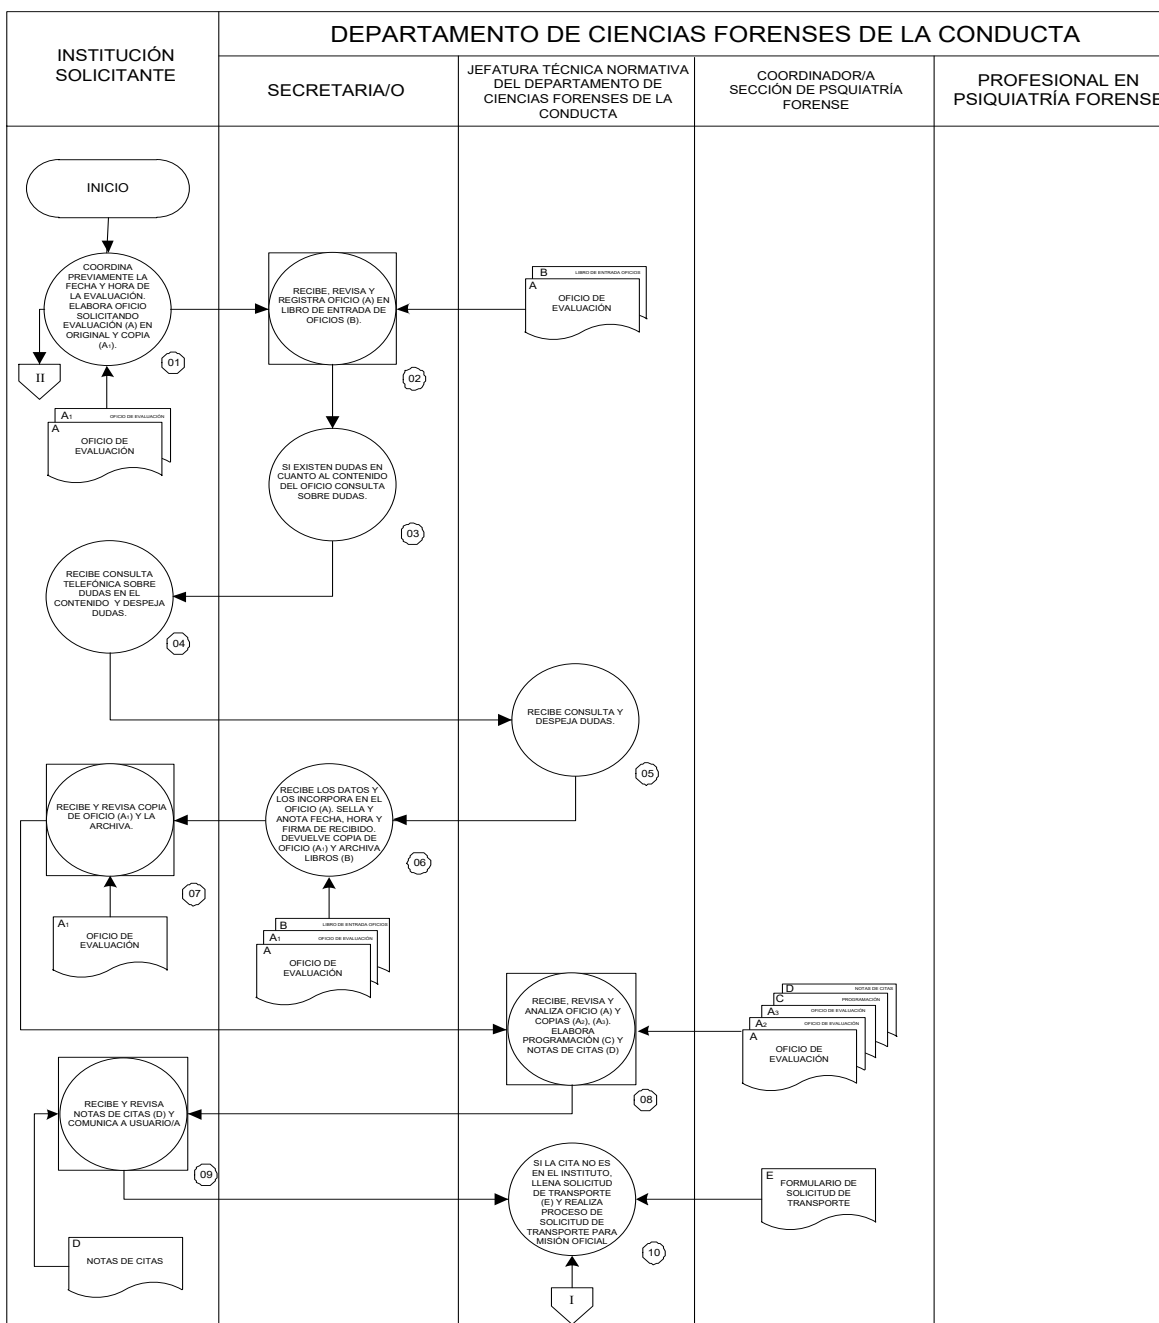 DEPARTAMENTO DE CIENCIAS FORENSES DE LA CONDUCTA
INSTITUCIÓN
SOLICITANTE
SECRETARIA/O
JEFATURA TÉCNICA NORMATIVA
DEL DEPARTAMENTO DE
CIENCIAS FORENSES DE LA
CONDUCTA
COORDINADOR/A
SECCIÓN DE PSQUIATRÍA
FORENSE
PROFESIONAL EN
PSIQUIATRÍA FORENSE
INICIO
COORDINA
PREVIAMENTE LA
FECHA Y HORA DE
LA EVALUACIÓN.
ELABORA OFICIO
SOLICITANDO
EVALUACIÓN (A) EN
ORIGINAL Y COPIA
(A1).
01
II
A1 OFICIO DE EVALUACIÓN
A
OFICIO DE
EVALUACIÓN
RECIBE, REVISA Y
REGISTRA OFICIO (A) EN
LIBRO DE ENTRADA DE
OFICIOS (B).
02
B LIBRO DE ENTRADA OFICIOS
A
OFICIO DE
EVALUACIÓN
SI EXISTEN DUDAS EN
CUANTO AL CONTENIDO
DEL OFICIO CONSULTA
SOBRE DUDAS.
03
RECIBE CONSULTA
TELEFÓNICA SOBRE
DUDAS EN EL
CONTENIDO Y DESPEJA
DUDAS.
04
RECIBE CONSULTA Y
DESPEJA DUDAS.
05
RECIBE LOS DATOS Y
LOS INCORPORA EN EL
OFICIO (A). SELLA Y
ANOTA FECHA, HORA Y
FIRMA DE RECIBIDO.
DEVUELVE COPIA DE
OFICIO (A1) Y ARCHIVA
LIBROS (B)
06
B LIBRO DE ENTRADA OFICIOS
A1 OFICIO DE EVALUACIÓN
A
OFICIO DE
EVALUACIÓN
RECIBE Y REVISA COPIA
DE OFICIO (A1) Y LA
ARCHIVA.
07
A1
OFICIO DE
EVALUACIÓN
RECIBE, REVISA Y
ANALIZA OFICIO (A) Y
COPIAS (A2), (A3).
ELABORA
PROGRAMACIÓN (C) Y
NOTAS DE CITAS (D)
08
D NOTAS DE CITAS
C PROGRAMACIÓN
A3 OFICIO DE EVALUACIÓN
A2 OFICIO DE EVALUACIÓN
A
OFICIO DE
EVALUACIÓN
RECIBE Y REVISA
NOTAS DE CITAS (D) Y
COMUNICA A USUARIO/A
09
D
NOTAS DE CITAS
SI LA CITA NO ES
EN EL INSTITUTO,
LLENA SOLICITUD
DE TRANSPORTE
(E) Y REALIZA
PROCESO DE
SOLICITUD DE
TRANSPORTE PARA
MISIÓN OFICIAL
10
E
FORMULARIO DE
SOLICITUD DE
TRANSPORTE
I